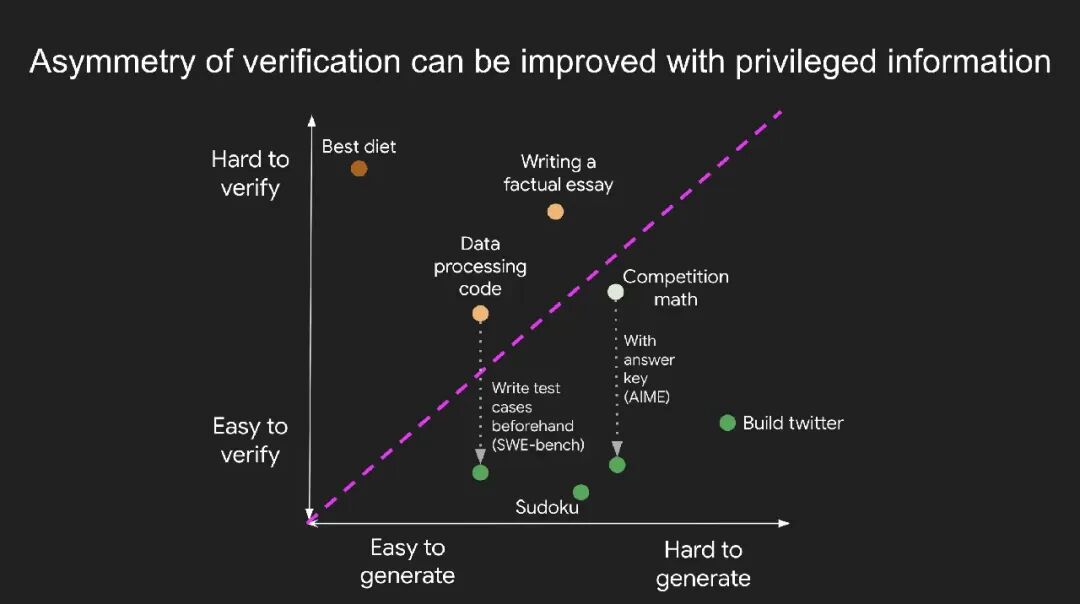 Asymmetry of verification can be improved with privileged information
Hard to
verify
Best diet
Writing a
factual essay
Data
processing
code
Competition
math
With
answer
key
(AIME)
Write test
cases
beforehand
(SWE-bench)
Easy to
verify
Build twitter
Sudoku
Easy to
generate
Hard to
generate